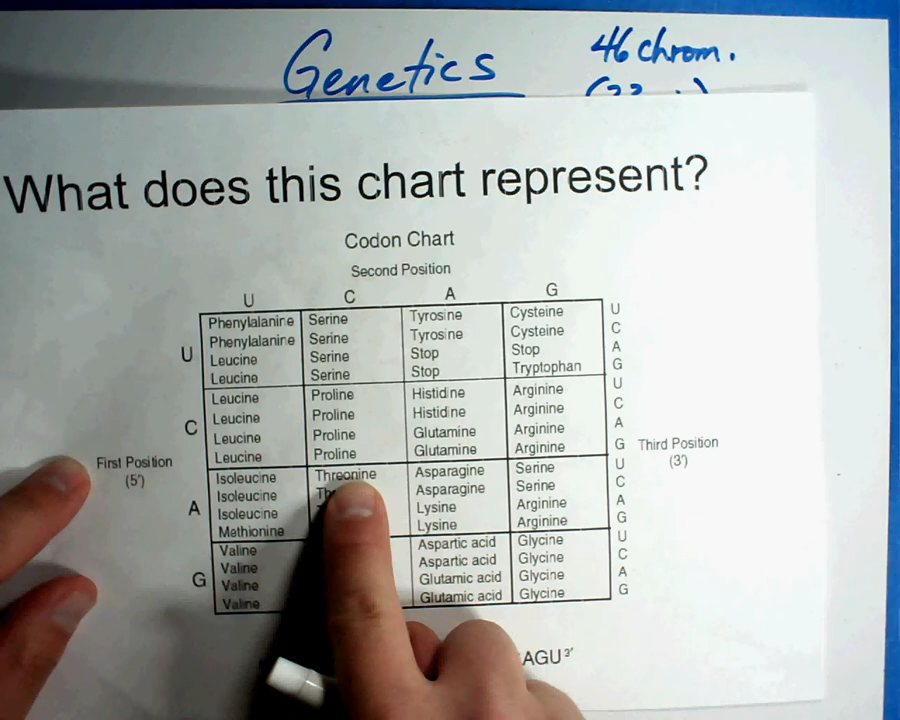 Genetics
46 chrom.
What does this chart represent?
Codon Chart
Second Position
U C A G
Phenylalanine Serine Tyrosine Cysteine U
Phenylalanine Serine Tyrosine Cysteine C
U Leucine Serine Stop Stop A
Leucine Serine Stop Tryptophan G
Leucine Proline Histidine Arginine U
Leucine Proline Histidine Arginine C
C Leucine Proline Glutamine Arginine A
Leucine Proline Glutamine Arginine G
First Position
(5')
Third Position
(3')
Isoleucine Threonine Asparagine Serine U
Isoleucine Asparagine Serine C
A Isoleucine Lysine Arginine A
Methionine Lysine Arginine G
Valine Aspartic acid Glycine U
Valine Aspartic acid Glycine C
G Valine Glutamic acid Glycine A
Valine Glutamic acid Glycine G
AGU 3'